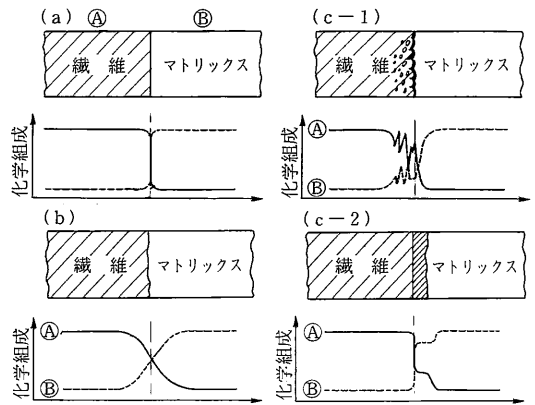 (a) Ⓐ Ⓑ
繊維 マトリックス
化学組成
(c-1)
繊維 マトリックス
化学組成
Ⓐ
Ⓑ
(b)
繊維 マトリックス
化学組成
Ⓐ
Ⓑ
(c-2)
繊維 マトリックス
化学組成
Ⓐ
Ⓑ